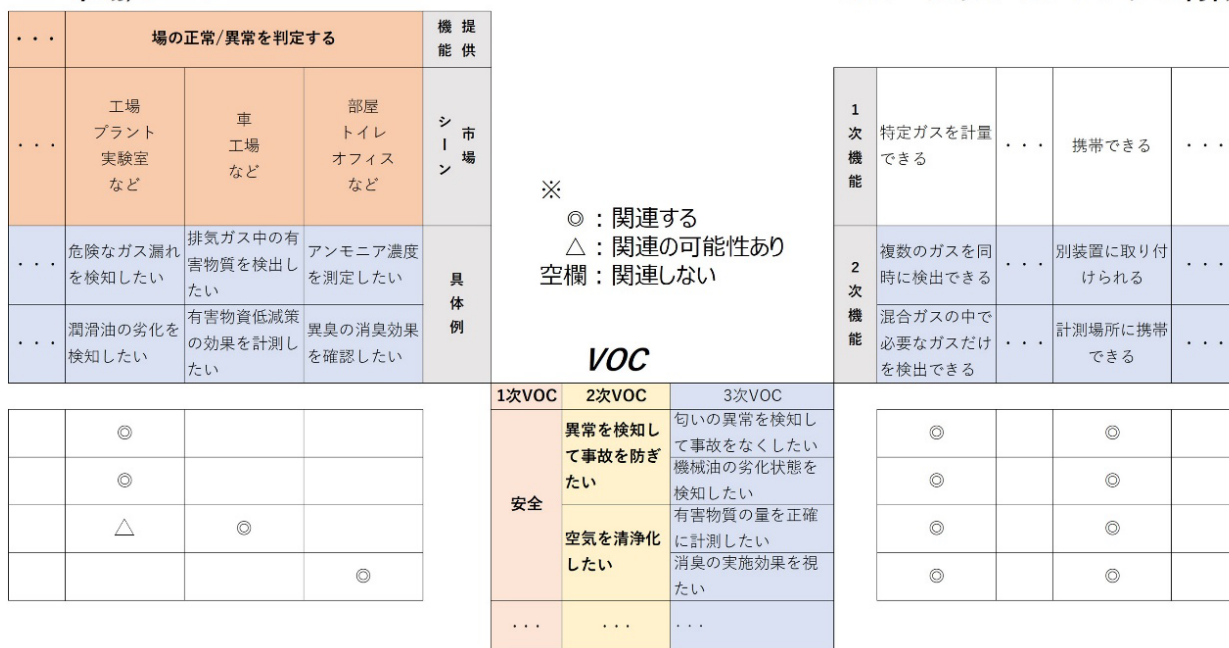 ・・・ 場の正常/異常を判定する 機能 提供
・・・
工場
プラント
実験室
など
車
工場
など
部屋
トイレ
オフィス
など
シーン 市場
1次機能
特定ガスを計量
できる
・・・
携帯できる
・・・
※
◎：関連する
△：関連の可能性あり
空欄：関連しない
・・・
危険なガス漏れ
を検知したい
排気ガス中の有
害物質を検出し
たい
アンモニア濃度
を測定したい
具体例
・・・
潤滑油の劣化を
検知したい
有害物資低減策
の効果を計測し
たい
異臭の消臭効果
を確認したい
2次機能
複数のガスを同
時に検出できる
・・・
別装置に取り付
けられる
・・・
混合ガスの中で
必要なガスだけ
を検出できる
・・・
計測場所に携帯
できる
・・・
VOC
1次VOC 2次VOC 3次VOC
安全
異常を検知し
て事故を防ぎ
たい
匂いの異常を検知し
て事故をなくしたい
機械油の劣化状態を
検知したい
空気を清浄化
したい
有害物質の量を正確
に計測したい
消臭の実施効果を視
たい
・・・ ・・・ ・・・
◎ ◎ ◎
◎ ◎ ◎
△ ◎ ◎ ◎
◎ ◎ ◎